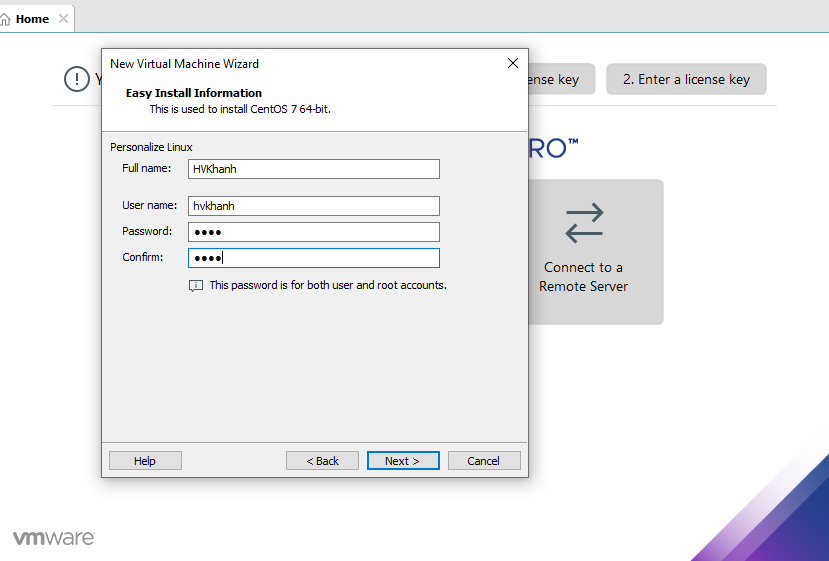 Home
New Virtual Machine Wizard
Easy Install Information
This is used to install CentOS 7 64-bit.
ense key
2. Enter a license key
Personalize Linux
RO™
Full name: HVKhanh
User name: hvkhanh
Password: ●●●●
Confirm: ●●●●
This password is for both user and root accounts.
Connect to a
Remote Server
Help
< Back
Next >
Cancel
vmware